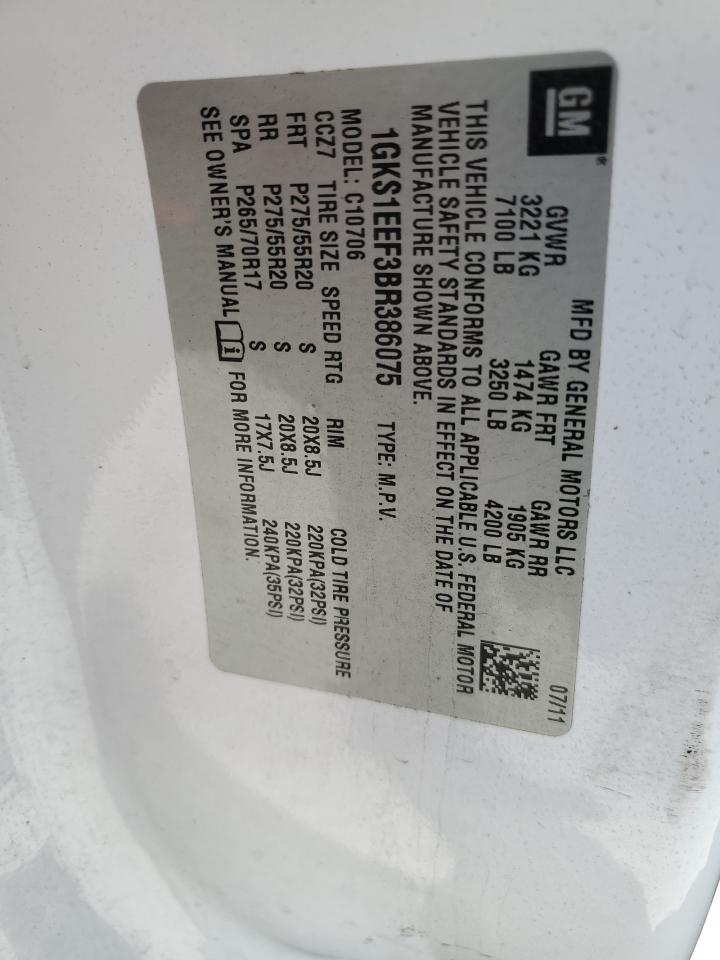 GM®
MFD BY GENERAL MOTORS LLC 07/11
GVWR GAWR FRT GAWR RR
3221 KG 1474 KG 1905 KG
7100 LB 3250 LB 4200 LB
THIS VEHICLE CONFORMS TO ALL APPLICABLE U.S. FEDERAL MOTOR
VEHICLE SAFETY STANDARDS IN EFFECT ON THE DATE OF
MANUFACTURE SHOWN ABOVE.
1GKS1EEF3BR386075 TYPE: M.P.V.
MODEL: C10706
CCZ7 TIRE SIZE SPEED RTG RIM COLD TIRE PRESSURE
FRT P275/55R20 S 20X8.5J 220KPA(32PSI)
RR P275/55R20 S 20X8.5J 220KPA(32PSI)
SPA P265/70R17 S 17X7.5J 240KPA(35PSI)
SEE OWNER'S MANUAL i FOR MORE INFORMATION.